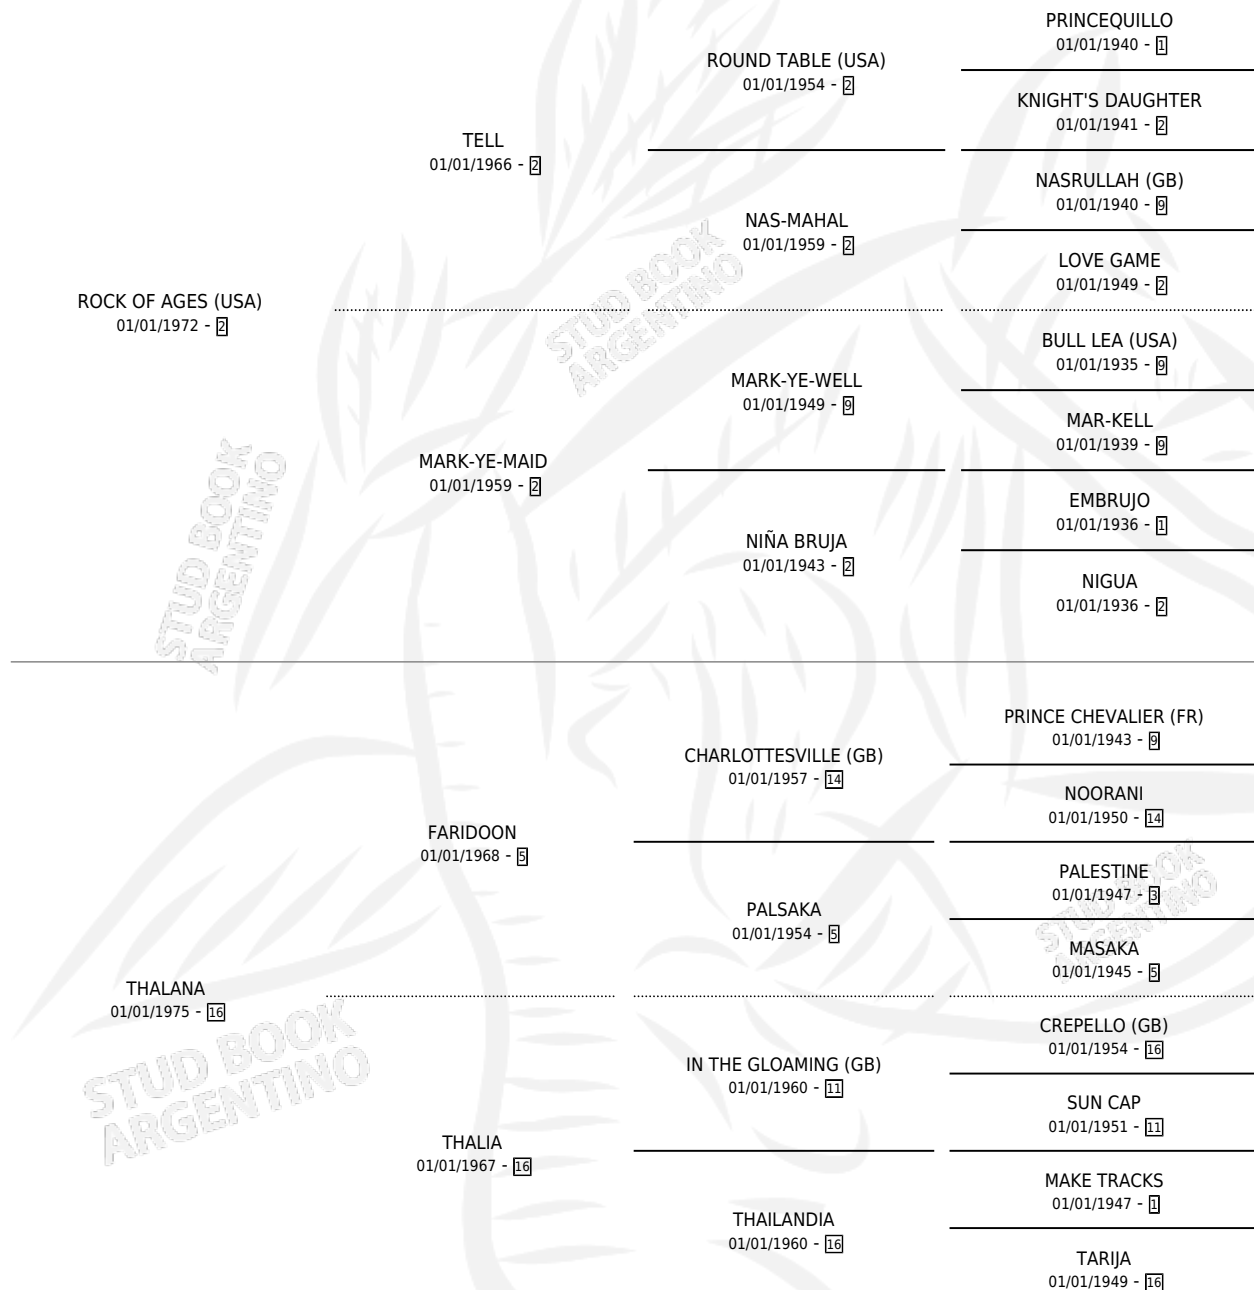 PRINCEQUILLO
01/01/1940 - 1
ROUND TABLE (USA)
01/01/1954 - 2
KNIGHT'S DAUGHTER
01/01/1941 - 2
TELL
01/01/1966 - 2
NASRULLAH (GB)
01/01/1940 - 9
NAS-MAHAL
01/01/1959 - 2
LOVE GAME
01/01/1949 - 2
ROCK OF AGES (USA)
01/01/1972 - 2
BULL LEA (USA)
01/01/1935 - 9
MARK-YE-WELL
01/01/1949 - 9
MAR-KELL
01/01/1939 - 9
MARK-YE-MAID
01/01/1959 - 2
EMBRUJO
01/01/1936 - 1
NIÑA BRUJA
01/01/1943 - 2
NIGUA
01/01/1936 - 2
PRINCE CHEVALIER (FR)
01/01/1943 - 9
CHARLOTTESVILLE (GB)
01/01/1957 - 14
NOORANI
01/01/1950 - 14
FARIDOON
01/01/1968 - 5
PALESTINE
01/01/1947 - 3
PALSAKA
01/01/1954 - 5
MASAKA
01/01/1945 - 5
THALANA
01/01/1975 - 16
CREPELLO (GB)
01/01/1954 - 16
IN THE GLOAMING (GB)
01/01/1960 - 11
SUN CAP
01/01/1951 - 11
THALIA
01/01/1967 - 16
MAKE TRACKS
01/01/1947 - 1
THAILANDIA
01/01/1960 - 16
TARIJA
01/01/1949 - 16
STUD BOOK
ARGENTINO
STUD BOOK
ARGENTINO
STUD BOOK
ARGENTINO
STUD BOOK
ARGENTINO